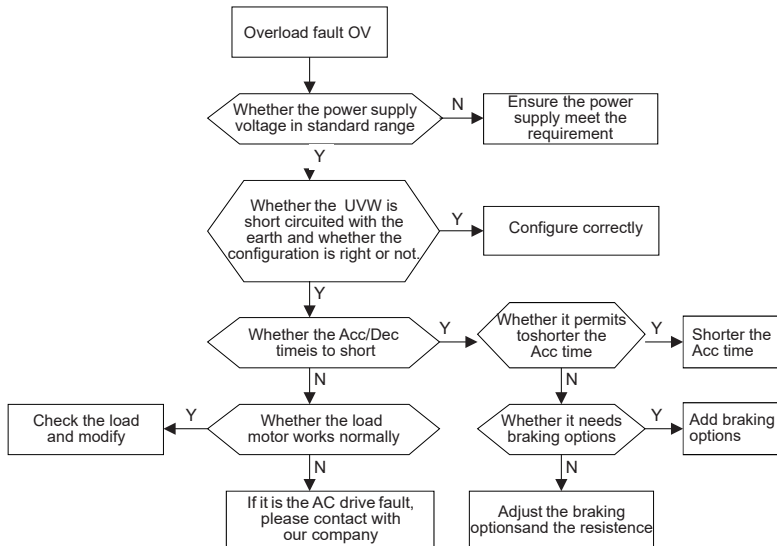 Overload fault OV
Whether the power supply
voltage in standard range
N
Ensure the power
supply meet the
requirement
Y
Whether the UVW is
short circuited with the
earth and whether the
configuration is right or not.
Y
Configure correctly
Y
Whether the Acc/Dec
timeis to short
Y
Whether it permits
toshorter the
Acc time
Y
Shorter the
Acc time
N
N
Check the load
and modify
Y
Whether the load
motor works normally
Whether it needs
braking options
Y
Add braking
options
N
N
If it is the AC drive fault,
please contact with
our company
Adjust the braking
optionsand the resistence